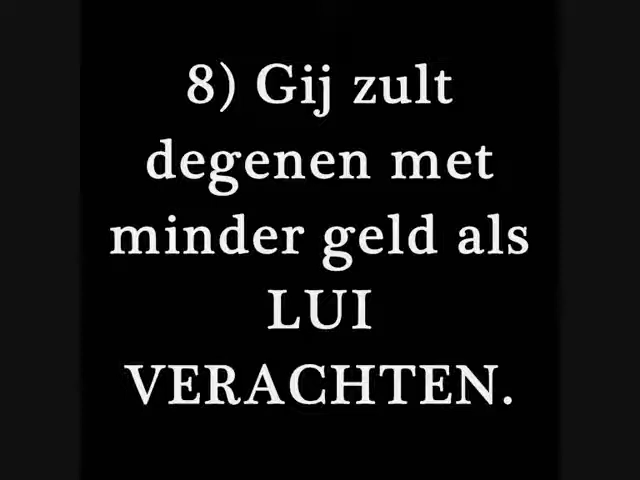 8) Gij zult
degenen met
minder geld als
LUI
VERACHTEN.